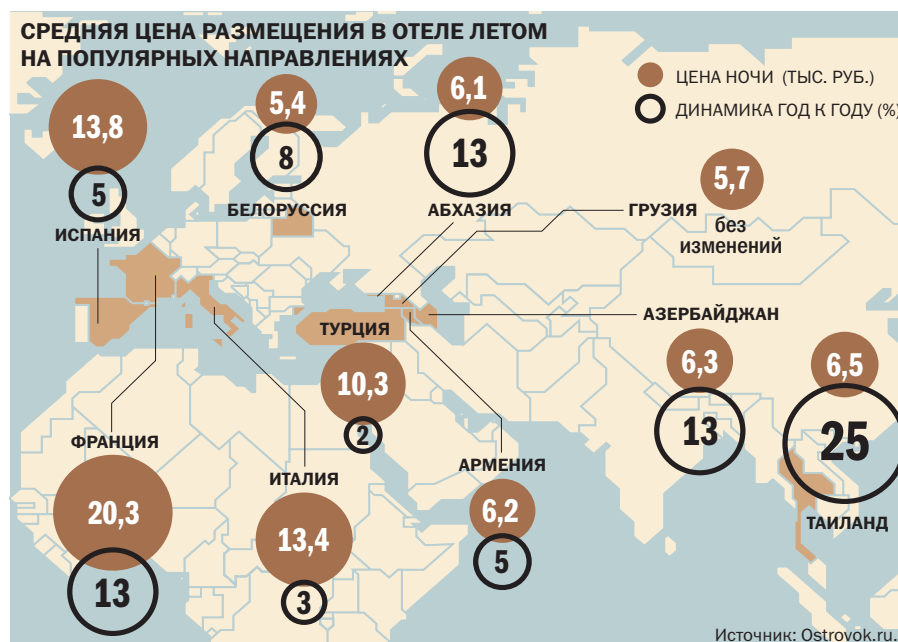 СРЕДНЯЯ ЦЕНА РАЗМЕЩЕНИЯ В ОТЕЛЕ ЛЕТОМ
НА ПОПУЛЯРНЫХ НАПРАВЛЕНИЯХ
ЦЕНА НОЧИ (ТЫС. РУБ.)
ДИНАМИКА ГОД К ГОДУ (%)
13,8
5
ИСПАНИЯ
5,4
8
БЕЛОРУССИЯ
6,1
13
АБХАЗИЯ
ГРУЗИЯ
5,7
без
изменений
АЗЕРБАЙДЖАН
6,3
13
6,5
25
ТАИЛАНД
ТУРЦИЯ
10,3
2
ФРАНЦИЯ
20,3
13
ИТАЛИЯ
13,4
3
АРМЕНИЯ
6,2
5
Источник: Ostrovok.ru.